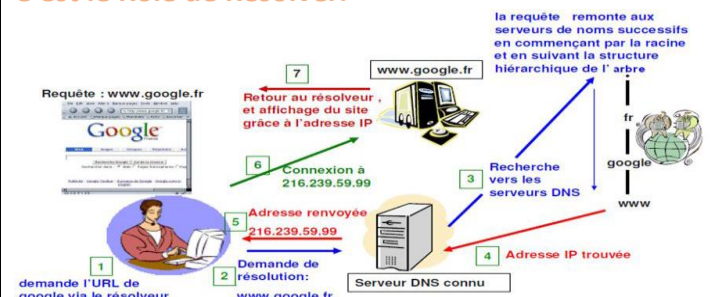 la requête remonte aux
serveurs de noms successifs
en commençant par la racine
et en suivant la structure
hiérarchique de l' arbre
7
www.google.fr
Requête : www.google.fr
Retour au résolveur ,
et affichage du site
grâce à l'adresse IP
Google
fr
google
www
6
Connexion à
216.239.59.99
3
Recherche
vers les
serveurs DNS
5
Adresse renvoyée
216.239.59.99
4
Adresse IP trouvée
1
demande l'URL de
google via le résolveur
2
Demande de
résolution:
www.google.fr
Serveur DNS connu